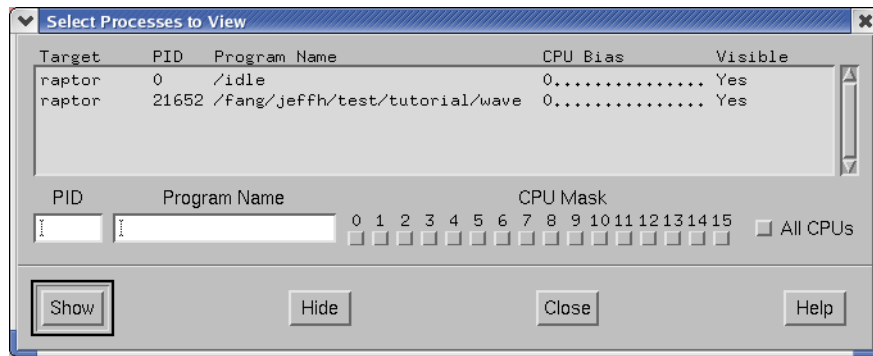 Select Processes to View
Target PID Program Name CPU Bias Visible
raptor 0 /idle 0............... Yes
raptor 21652 /fang/jeffh/test/tutorial/wave 0............... Yes
PID Program Name CPU Mask
0 1 2 3 4 5 6 7 8 9 10 11 12 13 14 15 All CPUs
Show Hide Close Help